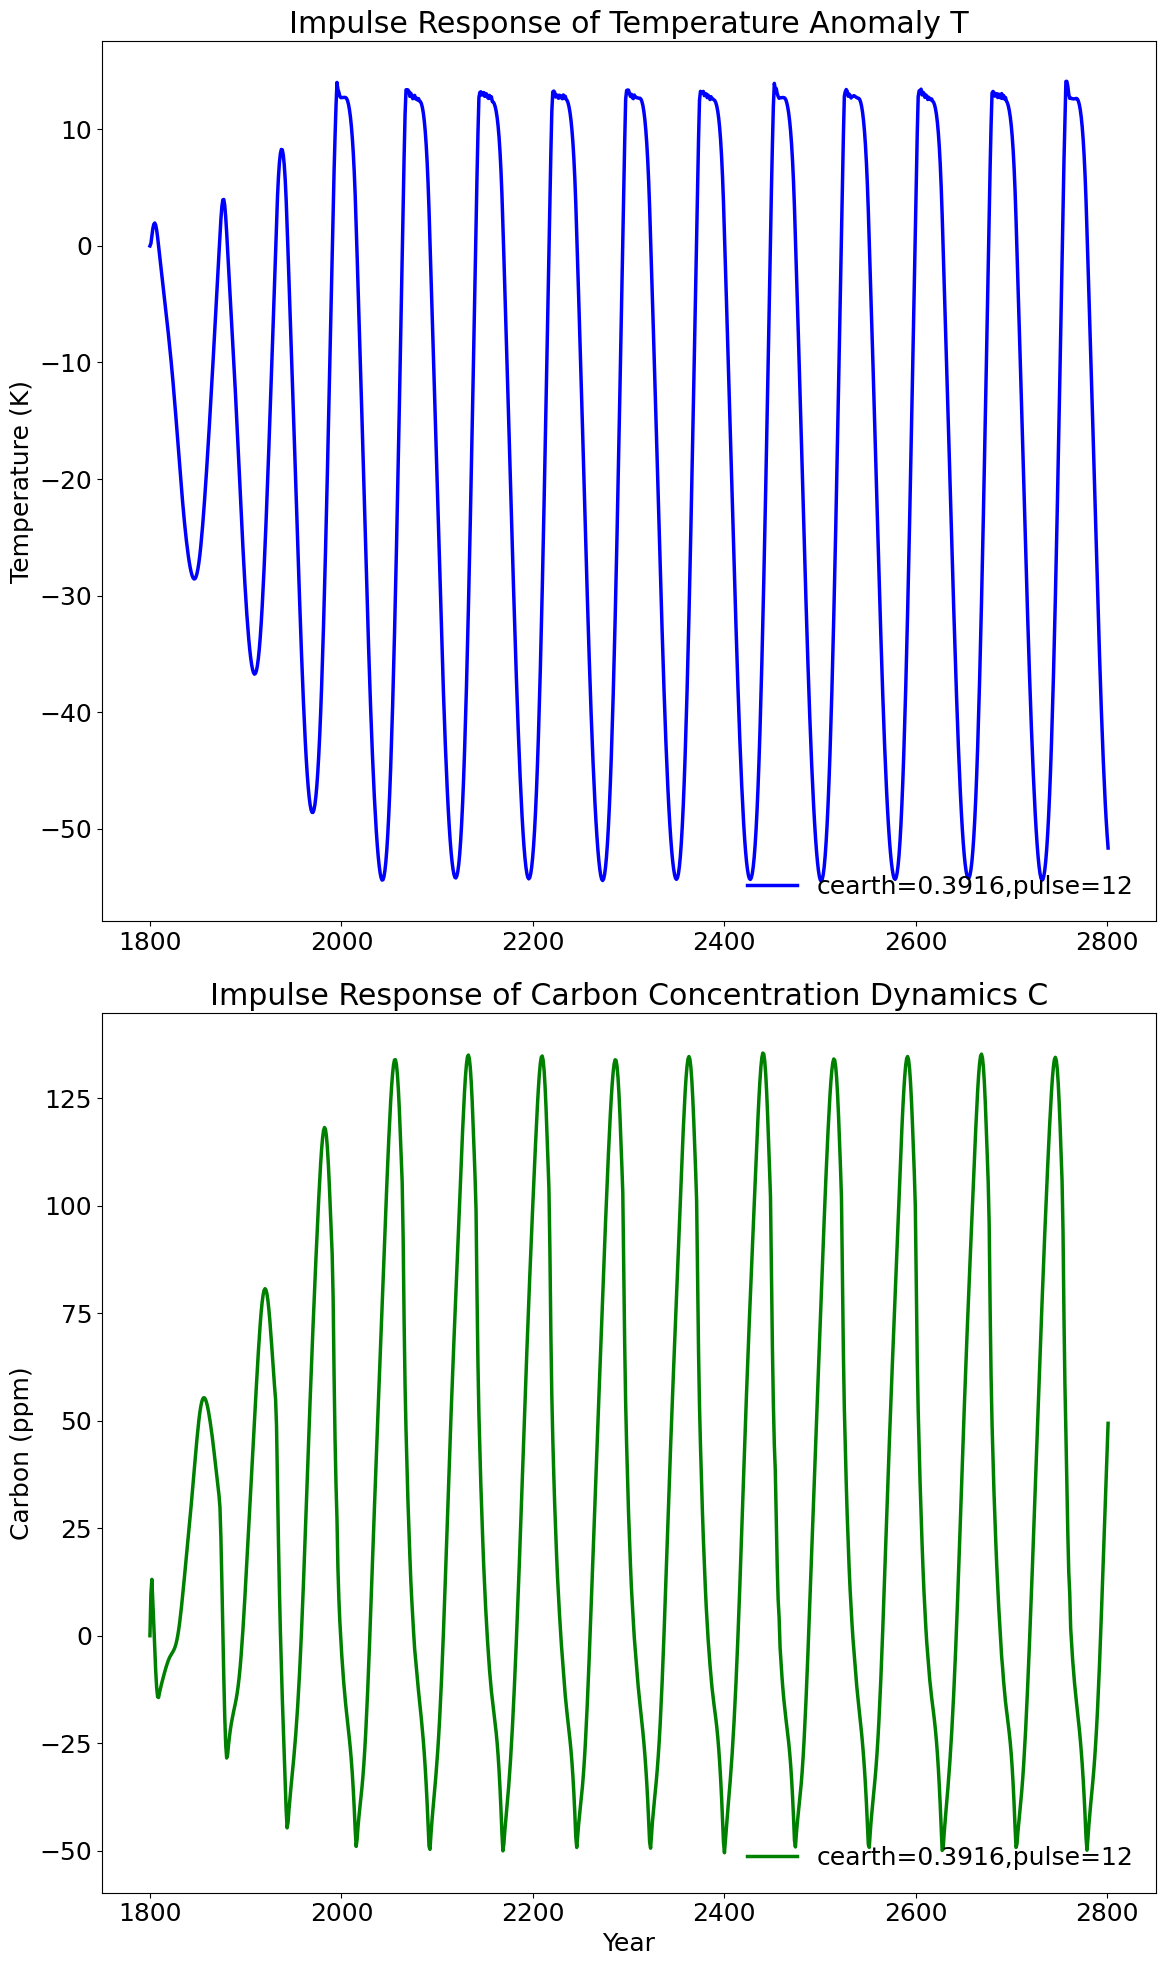 Impulse Response of Temperature Anomaly T
Temperature (K)
10
0
−10
−20
−30
−40
−50
cearth=0.3916,pulse=12
1800 2000 2200 2400 2600 2800
Impulse Response of Carbon Concentration Dynamics C
Carbon (ppm)
125
100
75
50
25
0
−25
−50
cearth=0.3916,pulse=12
1800 2000 2200 2400 2600 2800
Year